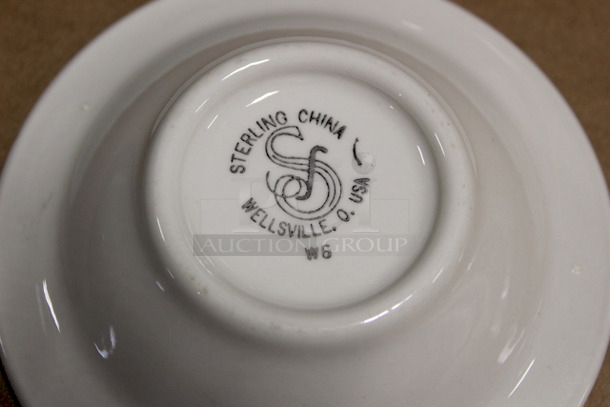 STERLING CHINA
S
WELLSVILLE, O. USA
W6
AUCTION GROUP